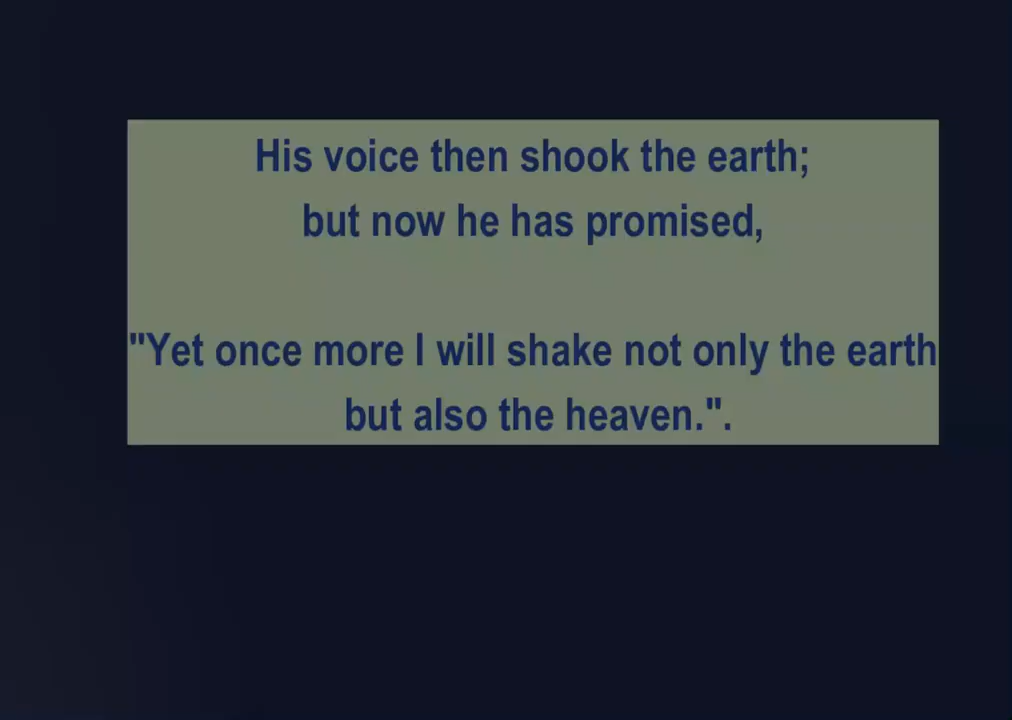 His voice then shook the earth;
but now he has promised,
"Yet once more I will shake not only the earth
but also the heaven.".